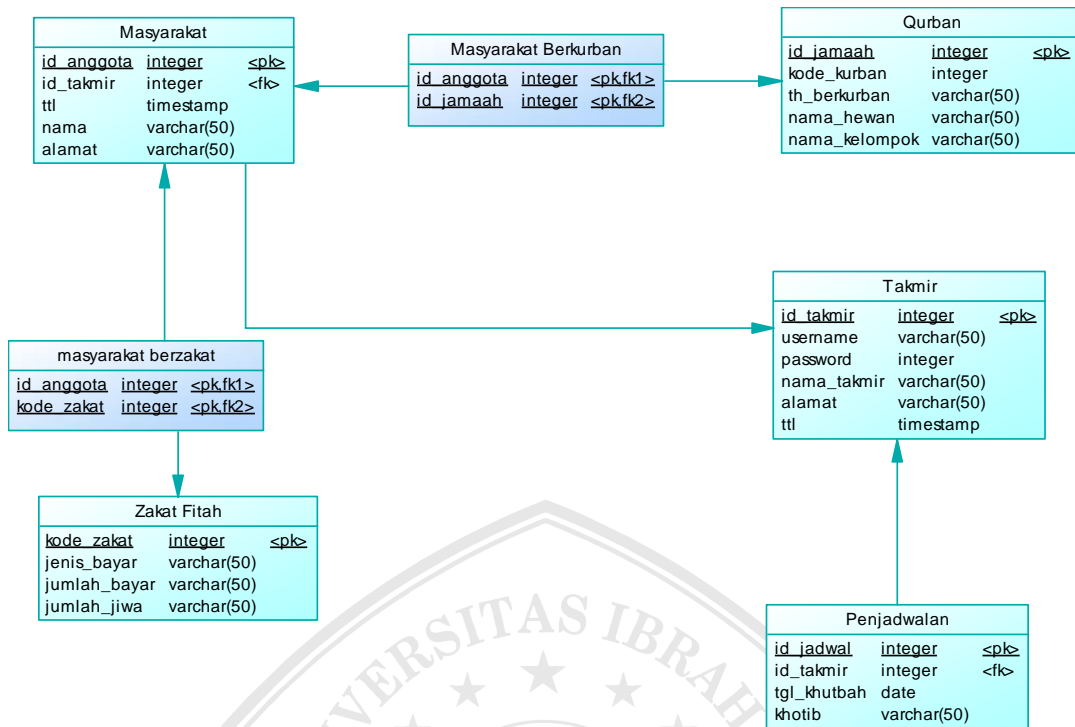 Masyarakat
id_anggota integer <pk>
id_takmir integer <fk>
ttl timestamp
nama varchar(50)
alamat varchar(50)
Masyarakat Berkurban
id_anggota integer <pk,fk1>
id_jamaah integer <pk,fk2>
Qurban
id_jamaah integer <pk>
kode_kurban integer
th_berkurban varchar(50)
nama_hewan varchar(50)
nama_kelompok varchar(50)
Takmir
id_takmir integer <pk>
username varchar(50)
password integer
nama_takmir varchar(50)
alamat varchar(50)
ttl timestamp
masyarakat berzakat
id_anggota integer <pk,fk1>
kode_zakat integer <pk,fk2>
Zakat Fitah
kode_zakat integer <pk>
jenis_bayar varchar(50)
jumlah_bayar varchar(50)
jumlah_jiwa varchar(50)
Penjadwalan
id_jadwal integer <pk>
id_takmir integer <fk>
tgl_khutbah date
khotib varchar(50)
VERSITAS IBRAH